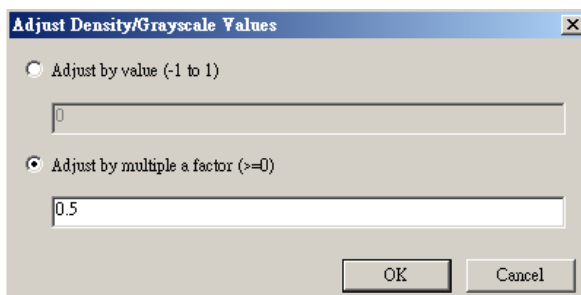 Adjust Density/Grayscale Values
Adjust by value (-1 to 1)
0
Adjust by multiple a factor (>=0)
0.5
OK Cancel